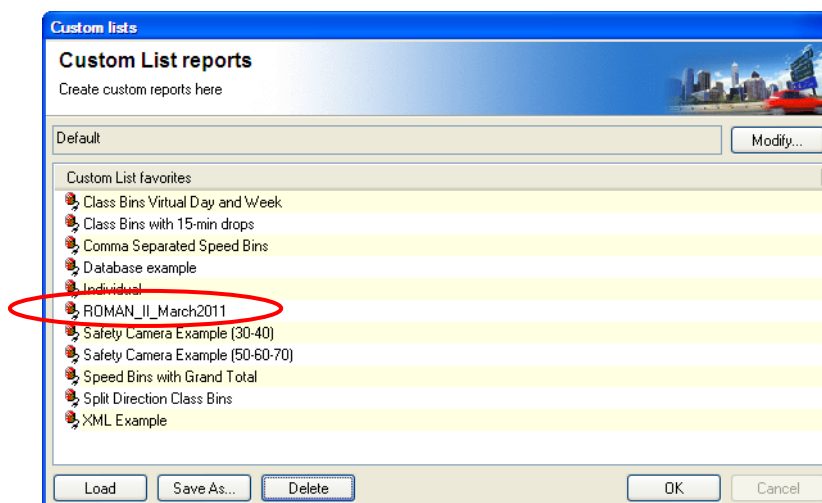 Custom lists
Custom List reports
Create custom reports here
Default
Modify...
Custom List favorites
Class Bins Virtual Day and Week
Class Bins with 15-min drops
Comma Separated Speed Bins
Database example
Individual
ROMAN_II_March2011
Safety Camera Example (30-40)
Safety Camera Example (50-60-70)
Speed Bins with Grand Total
Split Direction Class Bins
XML Example
Load Save As... Delete OK Cancel